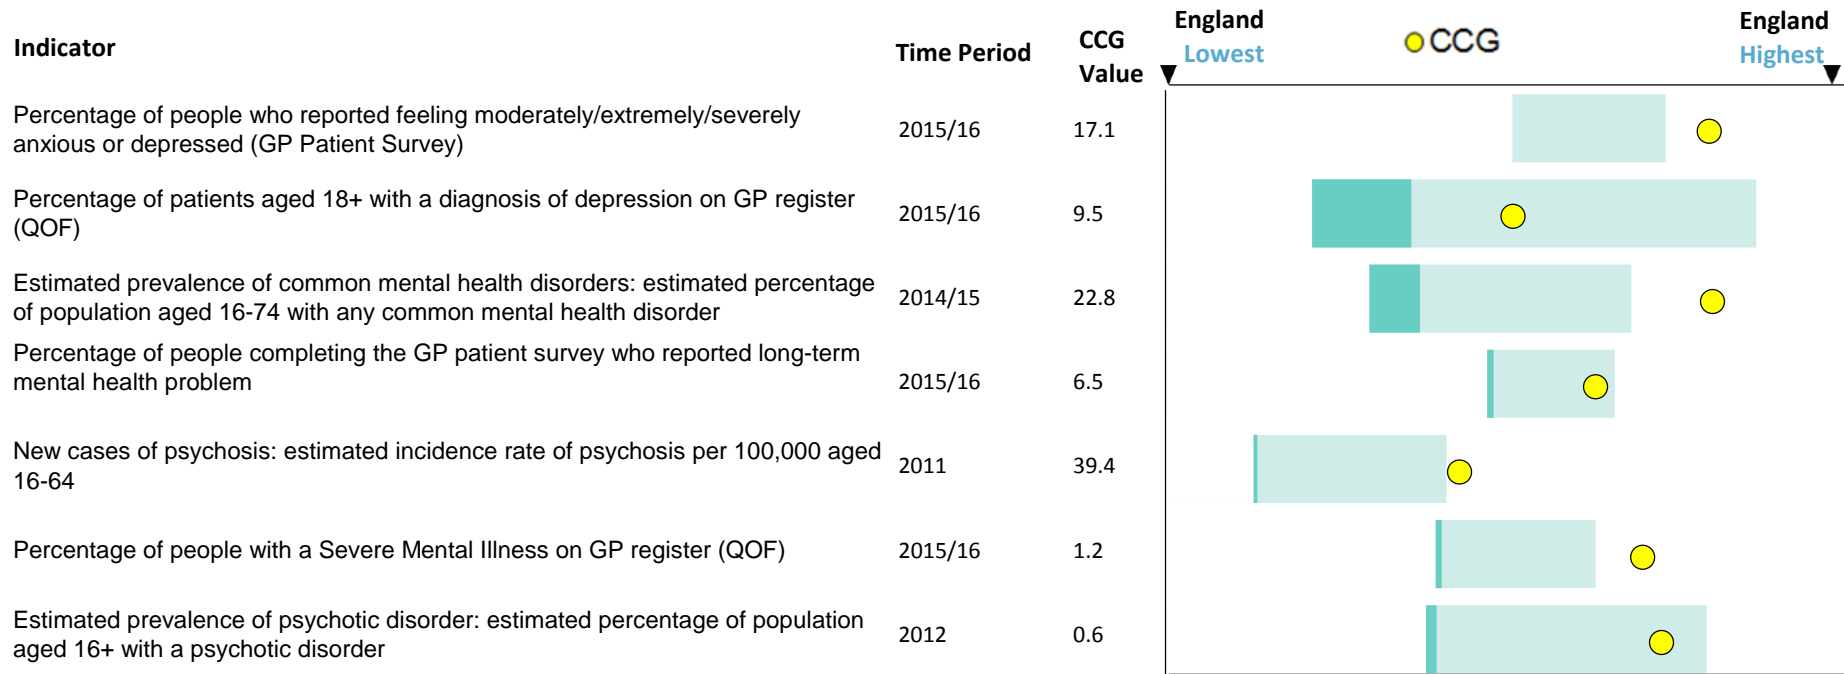 Indicator
Time Period
CCG
Value
England
Lowest
CCG
England
Highest
Percentage of people who reported feeling moderately/extremely/severely
anxious or depressed (GP Patient Survey)
2015/16
17.1
Percentage of patients aged 18+ with a diagnosis of depression on GP register
(QOF)
2015/16
9.5
Estimated prevalence of common mental health disorders: estimated percentage
of population aged 16-74 with any common mental health disorder
2014/15
22.8
Percentage of people completing the GP patient survey who reported long-term
mental health problem
2015/16
6.5
New cases of psychosis: estimated incidence rate of psychosis per 100,000 aged
16-64
2011
39.4
Percentage of people with a Severe Mental Illness on GP register (QOF)
2015/16
1.2
Estimated prevalence of psychotic disorder: estimated percentage of population
aged 16+ with a psychotic disorder
2012
0.6